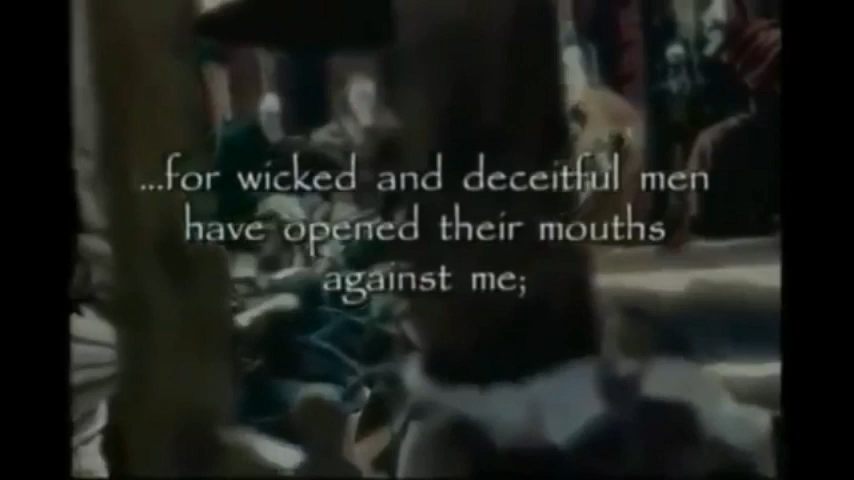 ...for wicked and deceitful men
have opened their mouths
against me;